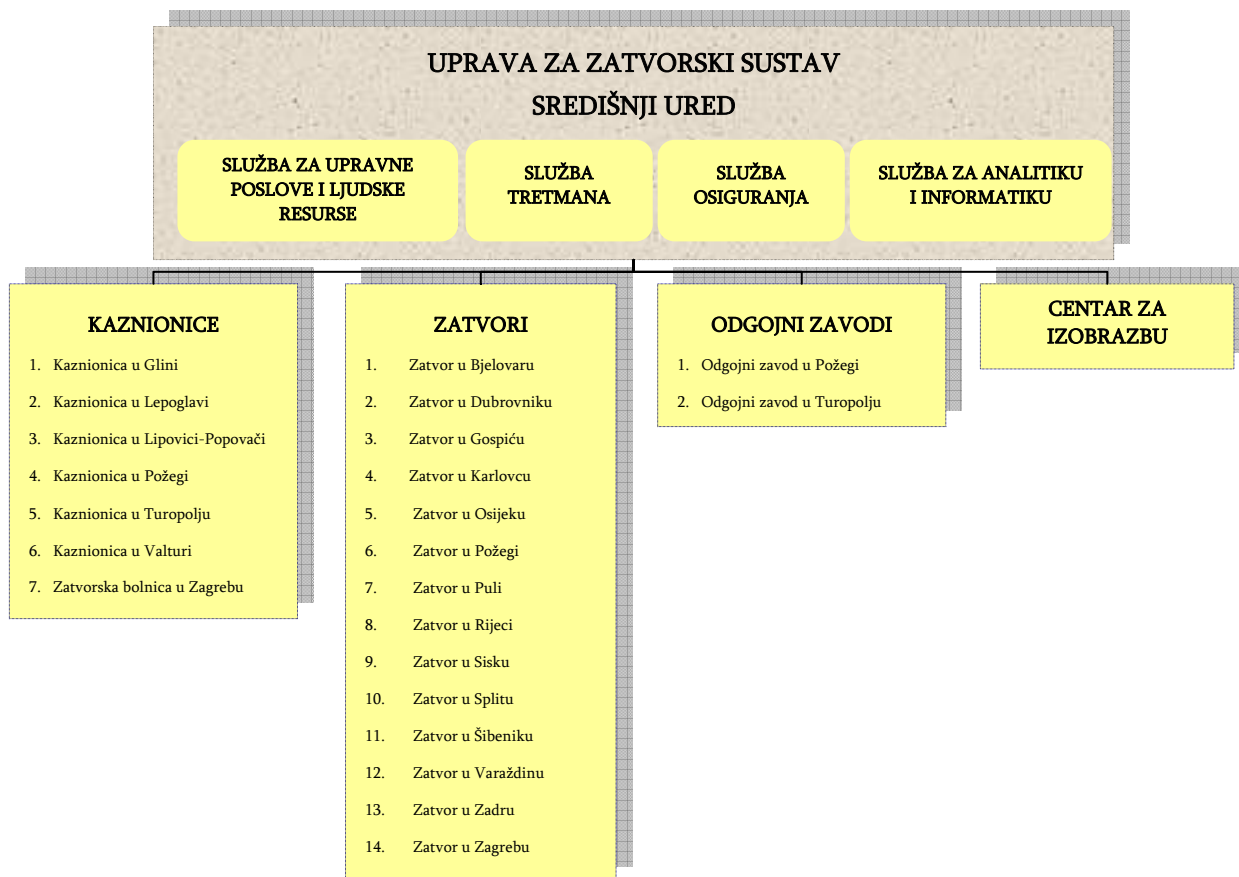 UPRAVA ZA ZATVORSKI SUSTAV
SREDIŠNJI URED
SLUŽBA ZA UPRAVNE
POSLOVE I LJUDSKE
RESURSE
SLUŽBA
TRETMANA
SLUŽBA
OSIGURANJA
SLUŽBA ZA ANALITIKU
I INFORMATIKU
KAZNIONICE
1. Kaznionica u Glini
2. Kaznionica u Lepoglavi
3. Kaznionica u Lipovici-Popovači
4. Kaznionica u Požegi
5. Kaznionica u Turopolju
6. Kaznionica u Valturi
7. Zatvorska bolnica u Zagrebu
ZATVORI
1. Zatvor u Bjelovaru
2. Zatvor u Dubrovniku
3. Zatvor u Gospiću
4. Zatvor u Karlovcu
5. Zatvor u Osijeku
6. Zatvor u Požegi
7. Zatvor u Puli
8. Zatvor u Rijeci
9. Zatvor u Sisku
10. Zatvor u Splitu
11. Zatvor u Šibeniku
12. Zatvor u Varaždinu
13. Zatvor u Zadru
14. Zatvor u Zagrebu
ODGOJNI ZAVODI
1. Odgojni zavod u Požegi
2. Odgojni zavod u Turopolju
CENTAR ZA
IZOBRAZBU